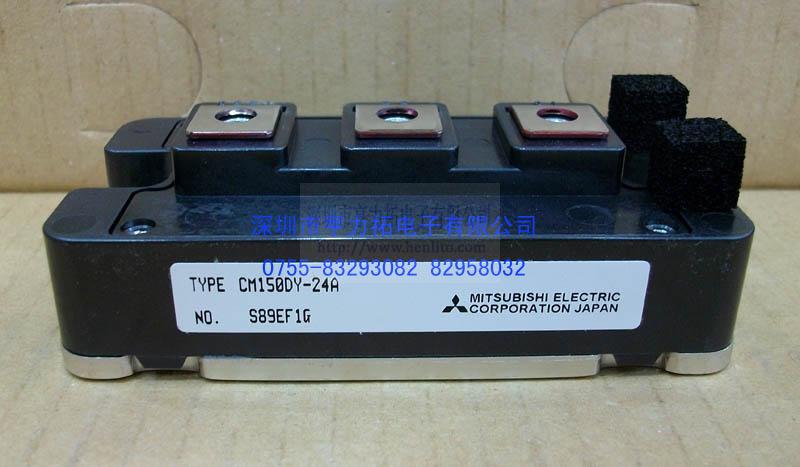 深圳市亨力拓电子有限公司
http://www.henlito.com
0755-83293082 82958032
TYPE CM150DY-24A
NO. S89EF1G
MITSUBISHI ELECTRIC
CORPORATION JAPAN